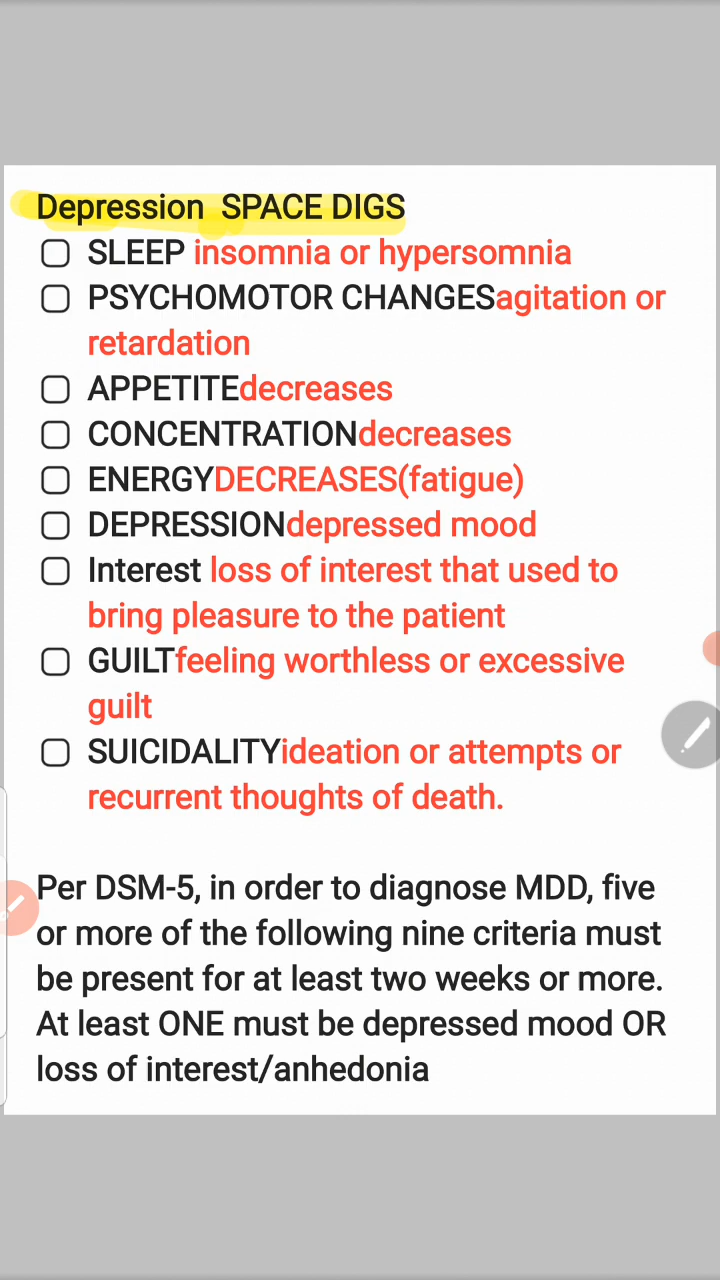 Depression  SPACE DIGS
SLEEP insomnia or hypersomnia
PSYCHOMOTOR CHANGESagitation or
retardation
APPETITEdecreases
CONCENTRATIONdecreases
ENERGYDECREASES(fatigue)
DEPRESSIONdepressed mood
Interest loss of interest that used to
bring pleasure to the patient
GUILTfeeling worthless or excessive
guilt
SUICIDALITYideation or attempts or
recurrent thoughts of death.
Per DSM-5, in order to diagnose MDD, five
or more of the following nine criteria must
be present for at least two weeks or more.
At least ONE must be depressed mood OR
loss of interest/anhedonia